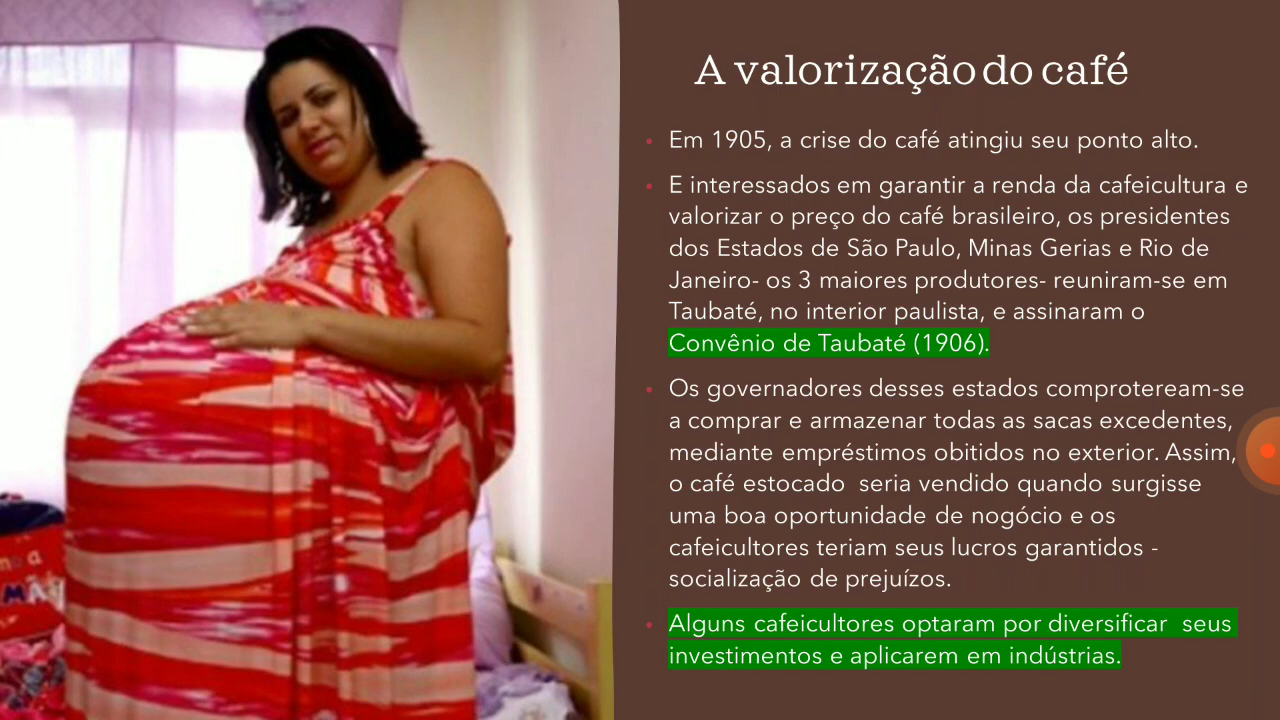 A valorização do café
Em 1905, a crise do café atingiu seu ponto alto.
E interessados em garantir a renda da cafeicultura e
valorizar o preço do café brasileiro, os presidentes
dos Estados de São Paulo, Minas Gerias e Rio de
Janeiro- os 3 maiores produtores- reuniram-se em
Taubaté, no interior paulista, e assinaram o
Convênio de Taubaté (1906).
Os governadores desses estados comproteream-se
a comprar e armazenar todas as sacas excedentes,
mediante empréstimos obitidos no exterior. Assim,
o café estocado  seria vendido quando surgisse
uma boa oportunidade de nogócio e os
cafeicultores teriam seus lucros garantidos -
socialização de prejuízos.
Alguns cafeicultores optaram por diversificar  seus
investimentos e aplicarem em indústrias.